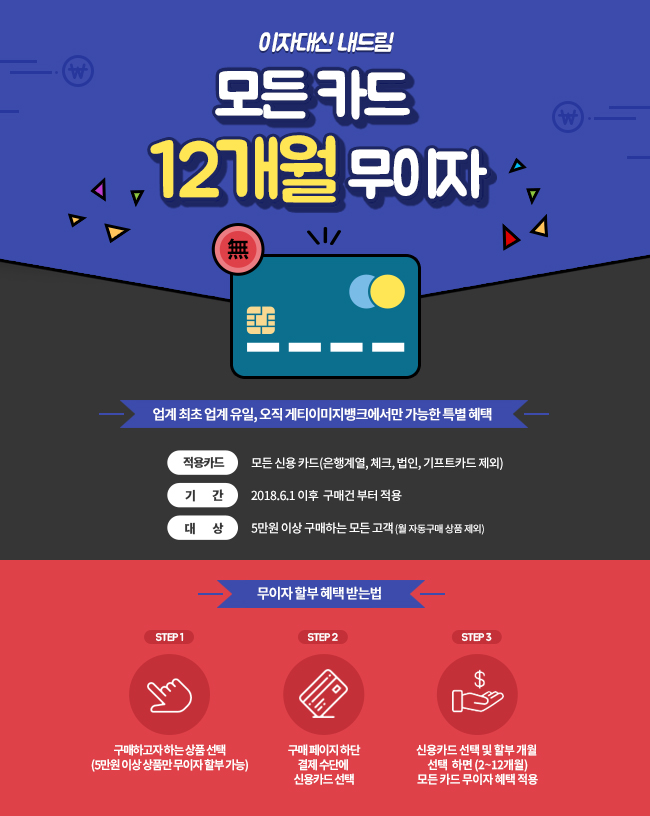 이자대신 내드림
모든 카드
12개월 무이자
無
업계 최초 업계 유일, 오직 게티이미지뱅크에서만 가능한 특별 혜택
적용카드 모든 신용 카드(은행계열, 체크, 법인, 기프트카드 제외)
기 간 2018.6.1 이후 구매건 부터 적용
대 상 5만원 이상 구매하는 모든 고객 (월 자동구매 상품 제외)
무이자 할부 혜택 받는법
STEP 1
구매하고자 하는 상품 선택
(5만원 이상 상품만 무이자 할부 가능)
STEP 2
구매 페이지 하단
결제 수단에
신용카드 선택
STEP 3
$
신용카드 선택 및 할부 개월
선택 하면 (2~12개월)
모든 카드 무이자 혜택 적용